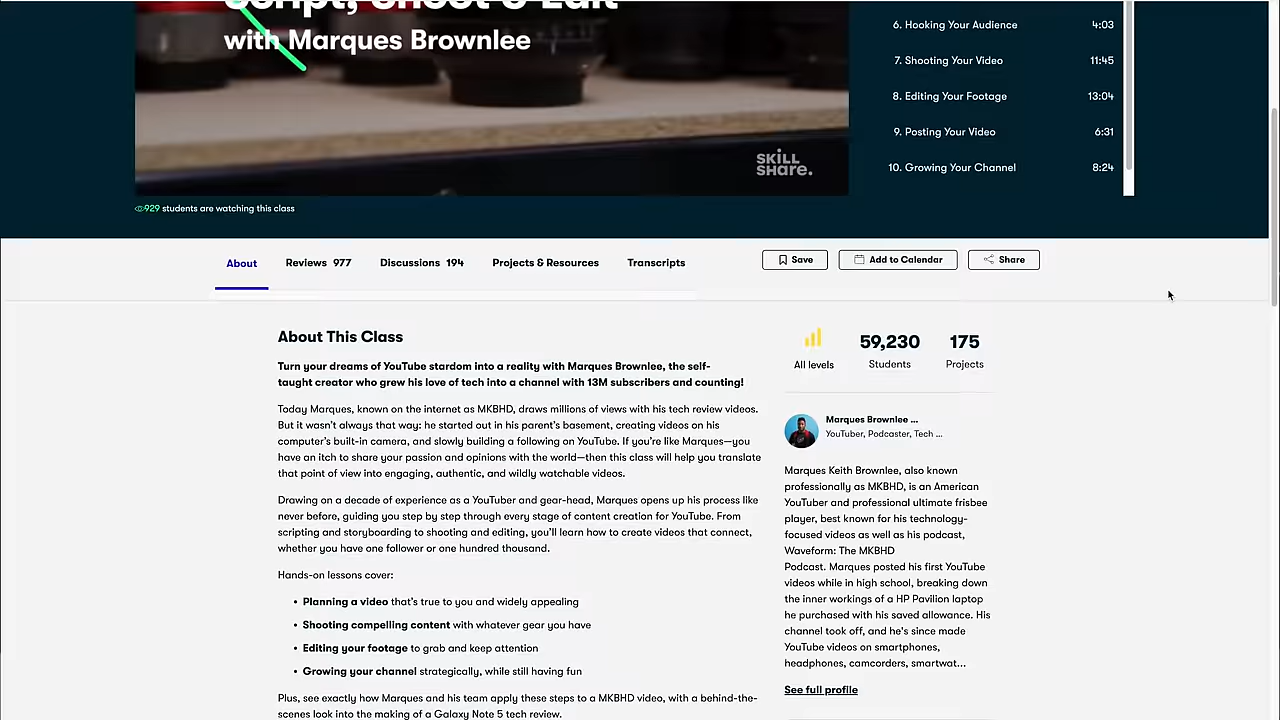 Script, Shoot & Edit
with Marques Brownlee
SKILL
SHare.
6. Hooking Your Audience 4:03
7. Shooting Your Video 11:45
8. Editing Your Footage 13:04
9. Posting Your Video 6:31
10. Growing Your Channel 8:24
929 students are watching this class
About Reviews 977 Discussions 194 Projects & Resources Transcripts Save Add to Calendar Share
About This Class
Turn your dreams of YouTube stardom into a reality with Marques Brownlee, the self-
taught creator who grew his love of tech into a channel with 13M subscribers and counting!
Today Marques, known on the internet as MKBHD, draws millions of views with his tech review videos.
But it wasn't always that way: he started out in his parent's basement, creating videos on his
computer's built-in camera, and slowly building a following on YouTube. If you're like Marques—you
have an itch to share your passion and opinions with the world—then this class will help you translate
that point of view into engaging, authentic, and wildly watchable videos.
Drawing on a decade of experience as a YouTuber and gear-head, Marques opens up his process like
never before, guiding you step by step through every stage of content creation for YouTube. From
scripting and storyboarding to shooting and editing, you'll learn how to create videos that connect,
whether you have one follower or one hundred thousand.
Hands-on lessons cover:
• Planning a video that's true to you and widely appealing
• Shooting compelling content with whatever gear you have
• Editing your footage to grab and keep attention
• Growing your channel strategically, while still having fun
Plus, see exactly how Marques and his team apply these steps to a MKBHD video, with a behind-the-
scenes look into the making of a Galaxy Note 5 tech review.
All levels
59,230
Students
175
Projects
Marques Brownlee ...
YouTuber, Podcaster, Tech ...
Marques Keith Brownlee, also known
professionally as MKBHD, is an American
YouTuber and professional ultimate frisbee
player, best known for his technology-
focused videos as well as his podcast,
Waveform: The MKBHD
Podcast. Marques posted his first YouTube
videos while in high school, breaking down
the inner workings of a HP Pavilion laptop
he purchased with his saved allowance. His
channel took off, and he's since made
YouTube videos on smartphones,
headphones, camcorders, smartwat...
See full profile